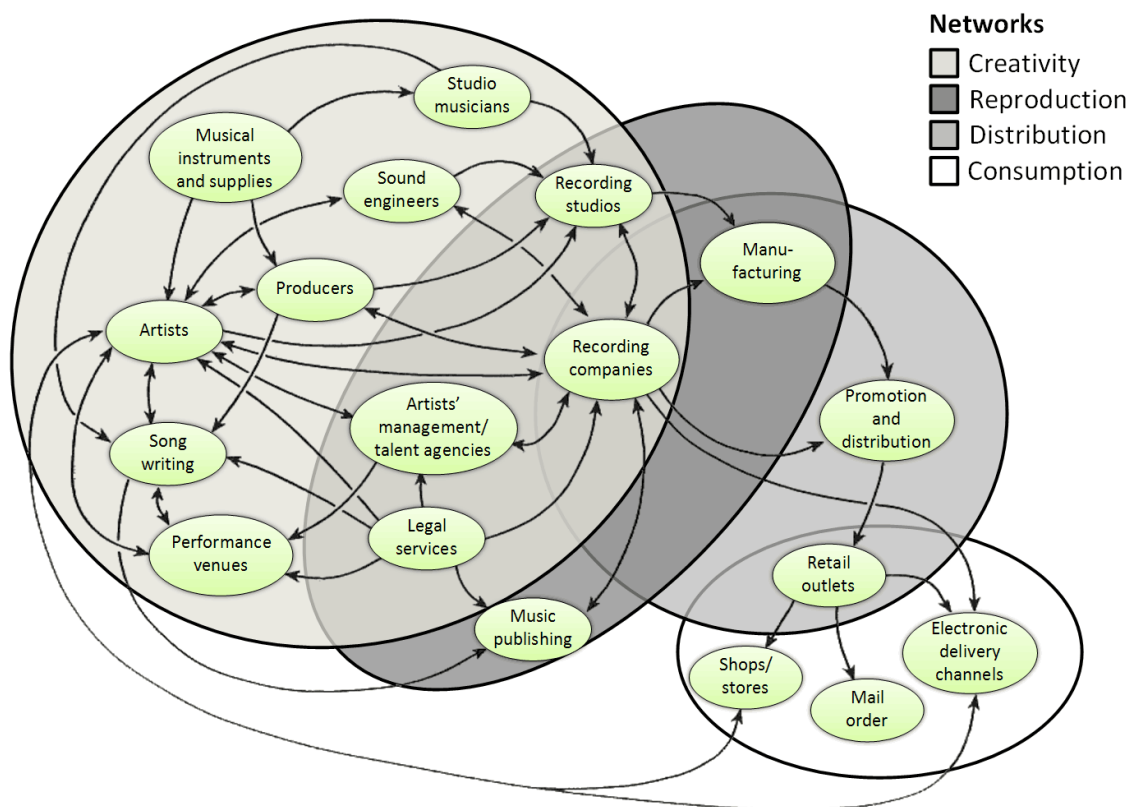 Networks
Creativity
Reproduction
Distribution
Consumption
Studio
musicians
Musical
instruments
and supplies
Sound
engineers
Recording
studios
Manu-
facturing
Producers
Artists
Recording
companies
Artists'
management/
talent agencies
Promotion
and
distribution
Song
writing
Legal
services
Performance
venues
Retail
outlets
Music
publishing
Electronic
delivery
channels
Shops/
stores
Mail
order